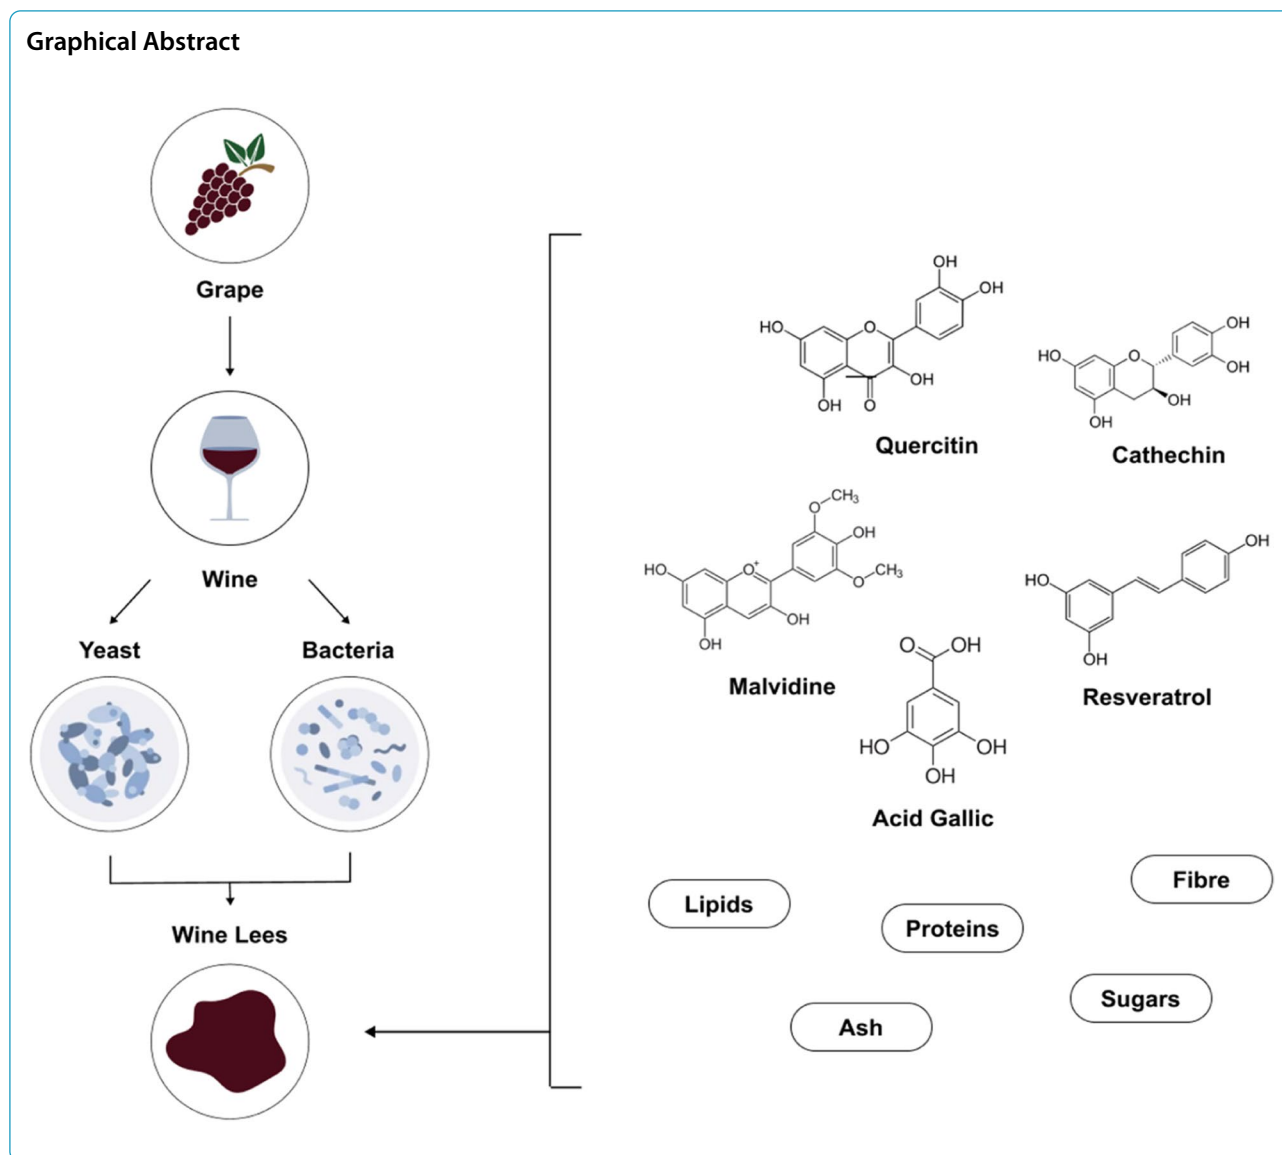 Graphical Abstract
Grape
Wine
Yeast
Bacteria
Wine Lees
OH
OH
HO
O
OH
OH
O
Quercitin
OH
HO
O
OH
OH
OH
Cathechin
O
CH3
OH
HO
O+
O
CH3
OH
OH
Malvidine
OH
HO
OH
Resveratrol
O
OH
HO
OH
OH
Acid Gallic
Lipids
Proteins
Fibre
Sugars
Ash